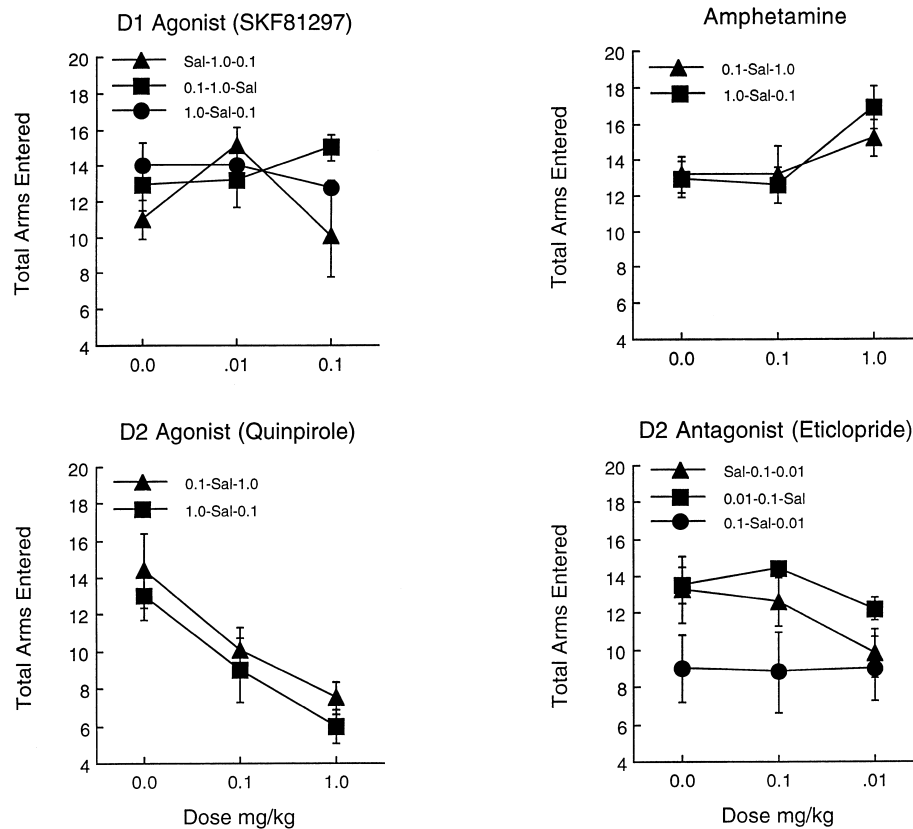 D1 Agonist (SKF81297)
Total Arms Entered
20
18
16
14
12
10
8
6
4
Sal-1.0-0.1
0.1-1.0-Sal
1.0-Sal-0.1
0.0
.01
0.1
Amphetamine
Total Arms Entered
20
18
16
14
12
10
8
6
4
0.1-Sal-1.0
1.0-Sal-0.1
0.0
0.1
1.0
D2 Agonist (Quinpirole)
Total Arms Entered
20
18
16
14
12
10
8
6
4
0.1-Sal-1.0
1.0-Sal-0.1
0.0
0.1
1.0
Dose mg/kg
D2 Antagonist (Eticlopride)
Total Arms Entered
20
18
16
14
12
10
8
6
4
Sal-0.1-0.01
0.01-0.1-Sal
0.1-Sal-0.01
0.0
0.1
.01
Dose mg/kg